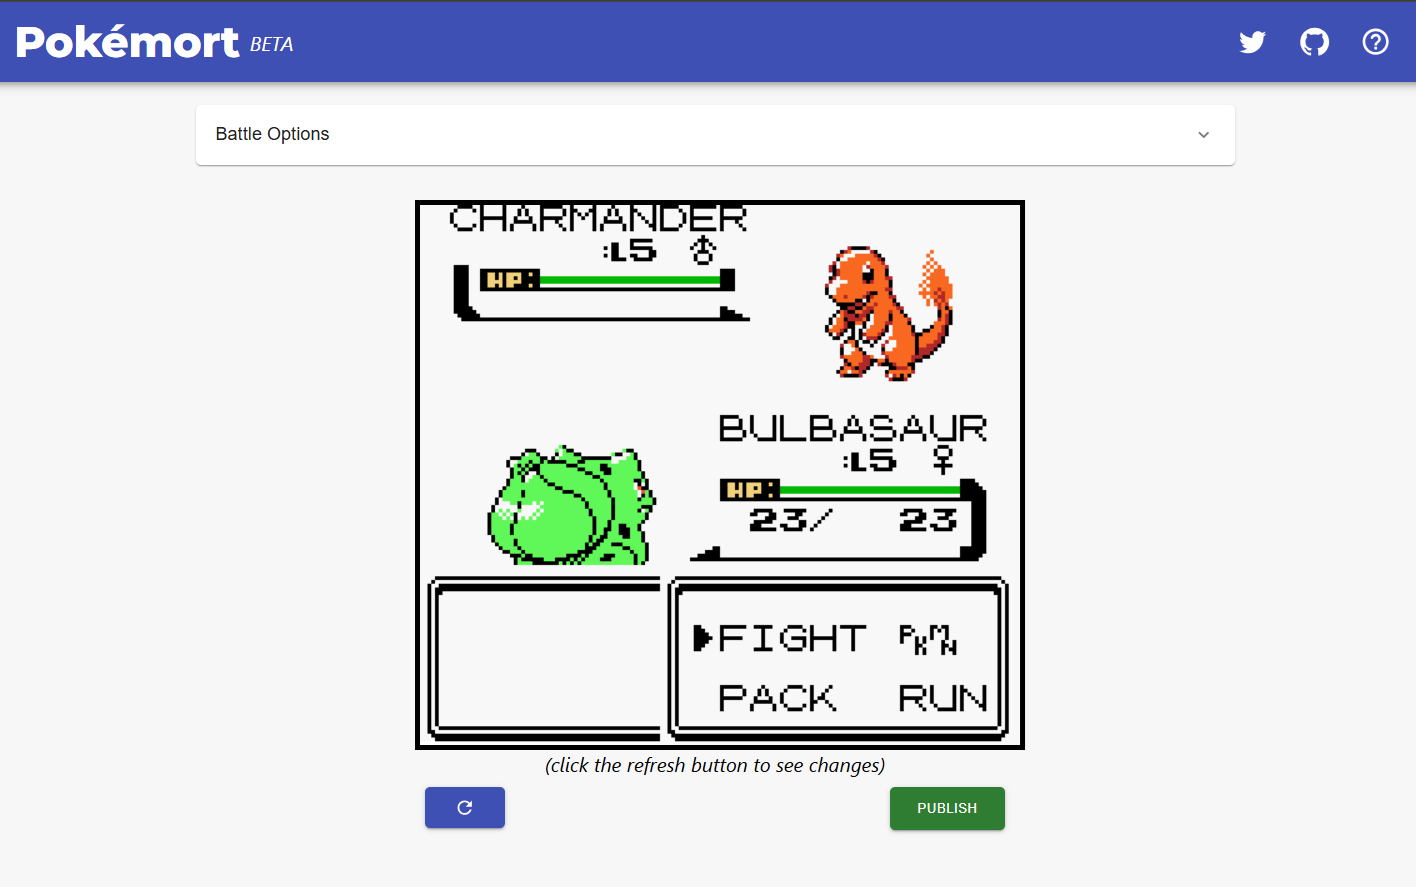 Pokémort BETA
Battle Options
CHARMANDER
:L5 ♂
HP:
BULBASAUR
:L5 ♀
HP:
23/ 23
FIGHT PKMN
PACK RUN
(click the refresh button to see changes)
PUBLISH